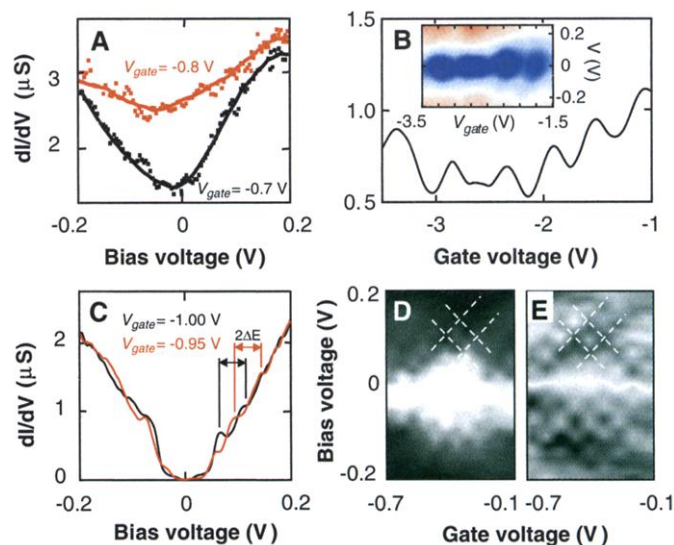 A
V_gate= -0.8 V
V_gate= -0.7 V
3
2
dI/dV (µS)
-0.2 0 0.2
Bias voltage (V)
B
0.2
0
-0.2
V (V)
-3.5 V_gate (V) -1.5
1.5
1.0
0.5
-3 -2 -1
Gate voltage (V)
C
V_gate= -1.00 V
V_gate= -0.95 V
2ΔE
2
1
0
dI/dV (µS)
-0.2 0 0.2
Bias voltage (V)
D
E
0.2
0
-0.2
Bias voltage (V)
-0.7 -0.1 -0.7 -0.1
Gate voltage (V)